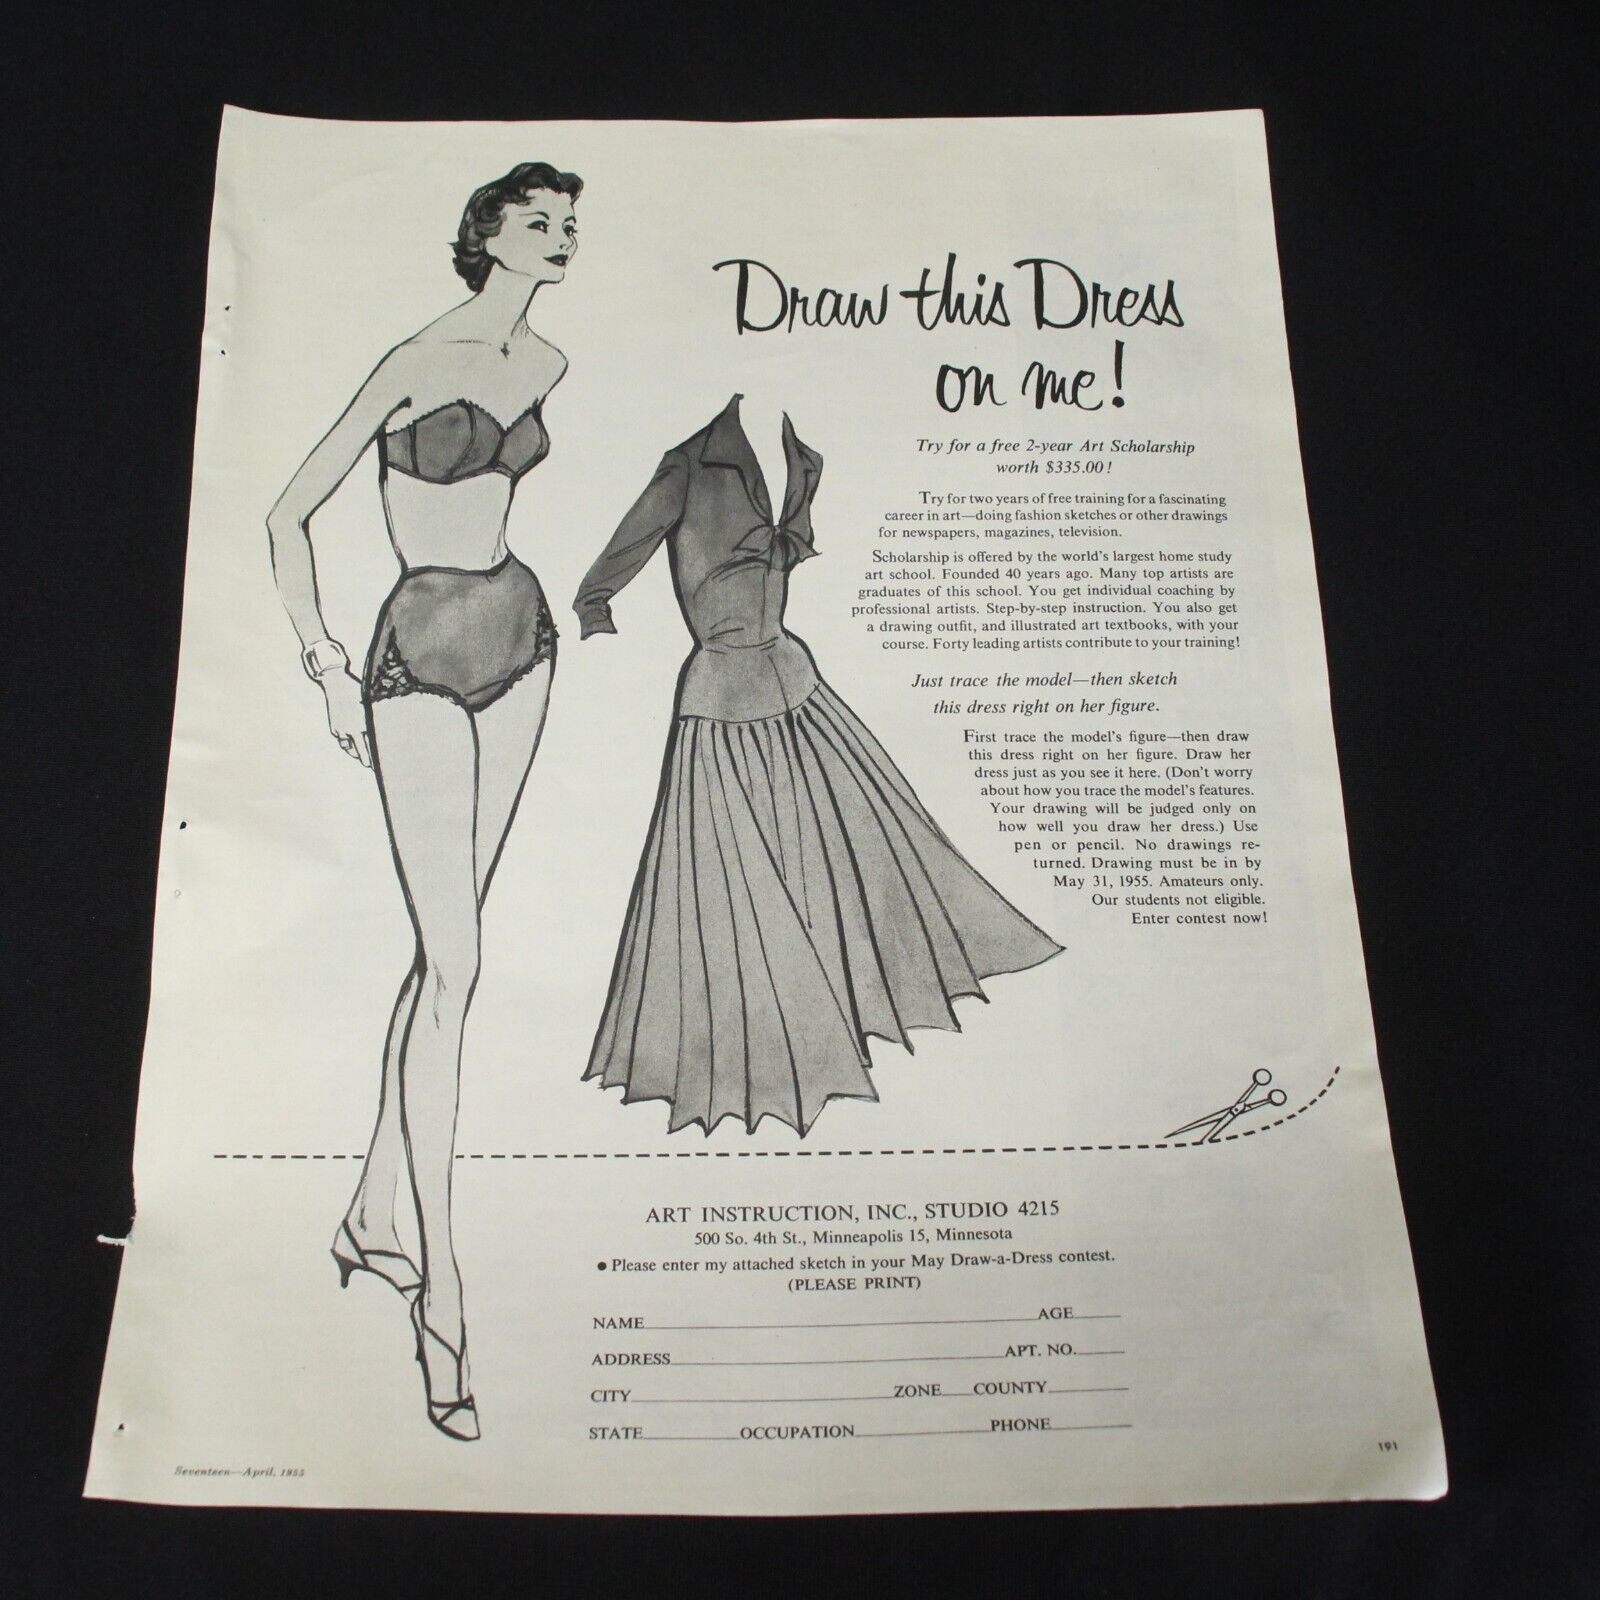 Draw this Dress
on me!
Try for a free 2-year Art Scholarship
worth $335.00!
Try for two years of free training for a fascinating
career in art—doing fashion sketches or other drawings
for newspapers, magazines, television.
Scholarship is offered by the world's largest home study
art school. Founded 40 years ago. Many top artists are
graduates of this school. You get individual coaching by
professional artists. Step-by-step instruction. You also get
a drawing outfit, and illustrated art textbooks, with your
course. Forty leading artists contribute to your training!
Just trace the model—then sketch
this dress right on her figure.
First trace the model's figure—then draw
this dress right on her figure. Draw her
dress just as you see it here. (Don't worry
about how you trace the model's features.
Your drawing will be judged only on
how well you draw her dress.) Use
pen or pencil. No drawings re-
turned. Drawing must be in by
May 31, 1955. Amateurs only.
Our students not eligible.
Enter contest now!
ART INSTRUCTION, INC., STUDIO 4215
500 So. 4th St., Minneapolis 15, Minnesota
● Please enter my attached sketch in your May Draw-a-Dress contest.
(PLEASE PRINT)
NAME AGE
ADDRESS APT. NO.
CITY ZONE COUNTY
STATE OCCUPATION PHONE
Seventeen—April, 1955
191